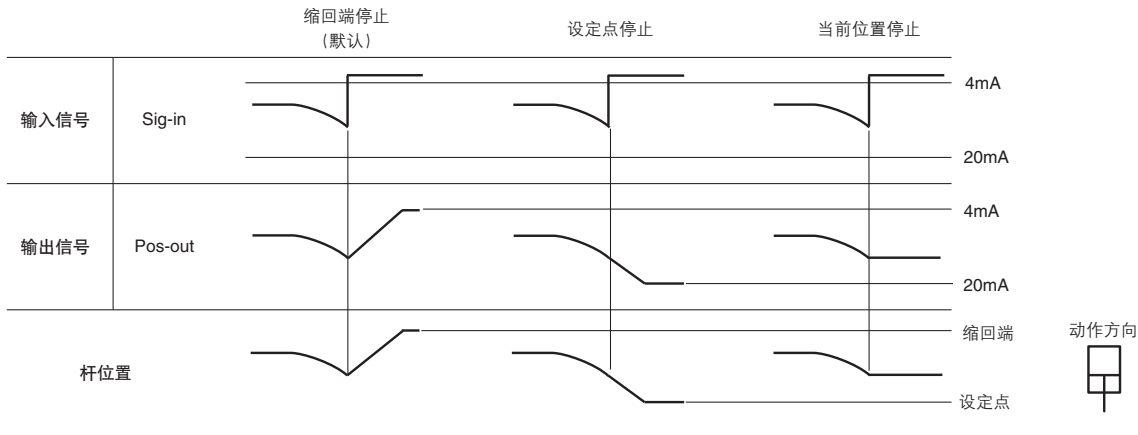 缩回端停止
（默认）
设定点停止
当前位置停止
输入信号
Sig-in
4mA
20mA
输出信号
Pos-out
4mA
20mA
杆位置
缩回端
设定点
动作方向